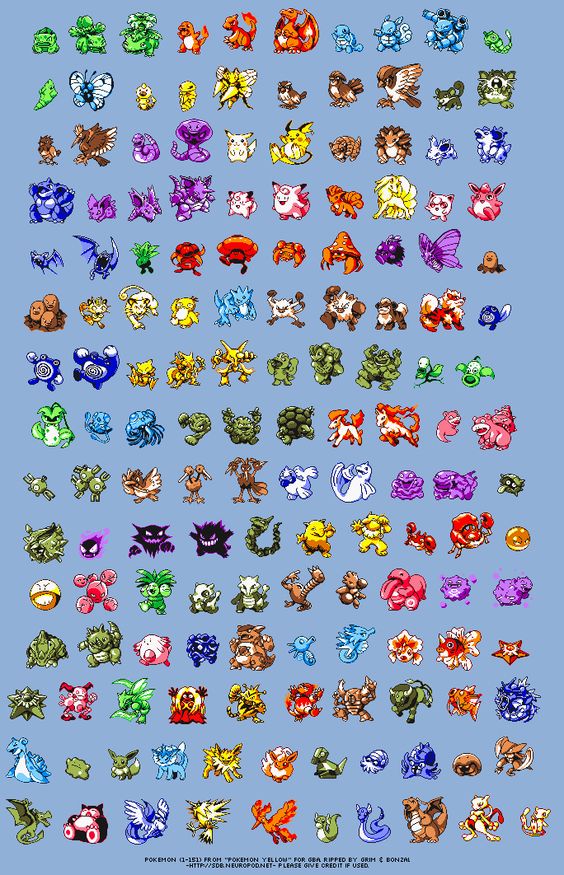 POKEMON (1-151) FROM "POKEMON YELLOW" FOR GBA RIPPED BY GRIM & BONZAI
-HTTP://SDB.NEUROPOD.NET- PLEASE GIVE CREDIT IF USED.